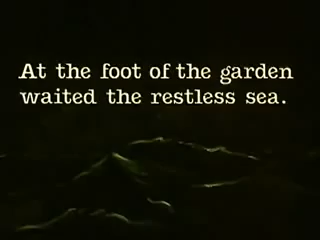 At the foot of the garden
waited the restless sea.